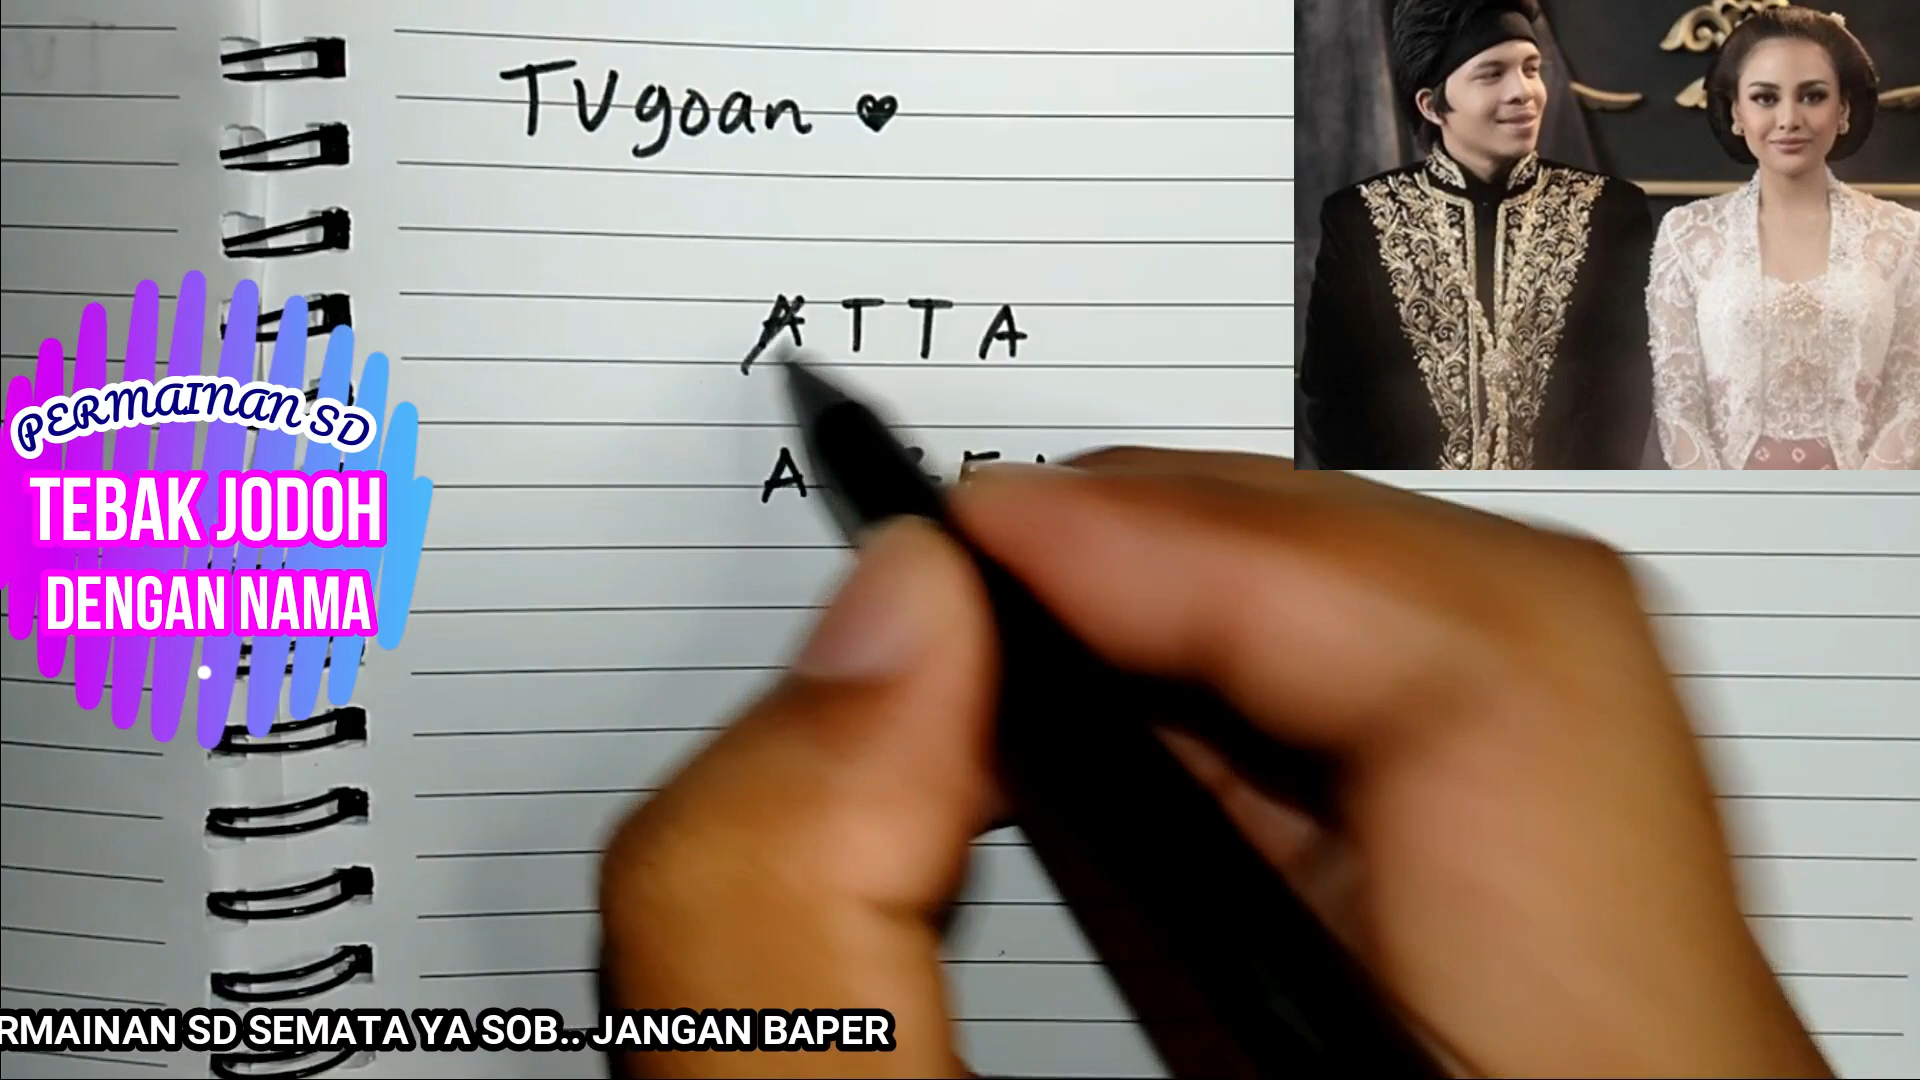 TVgoan ♥
ATTA
A
PERMAINAN SD
TEBAK JODOH
DENGAN NAMA
RMAINAN SD SEMATA YA SOB.. JANGAN BAPER